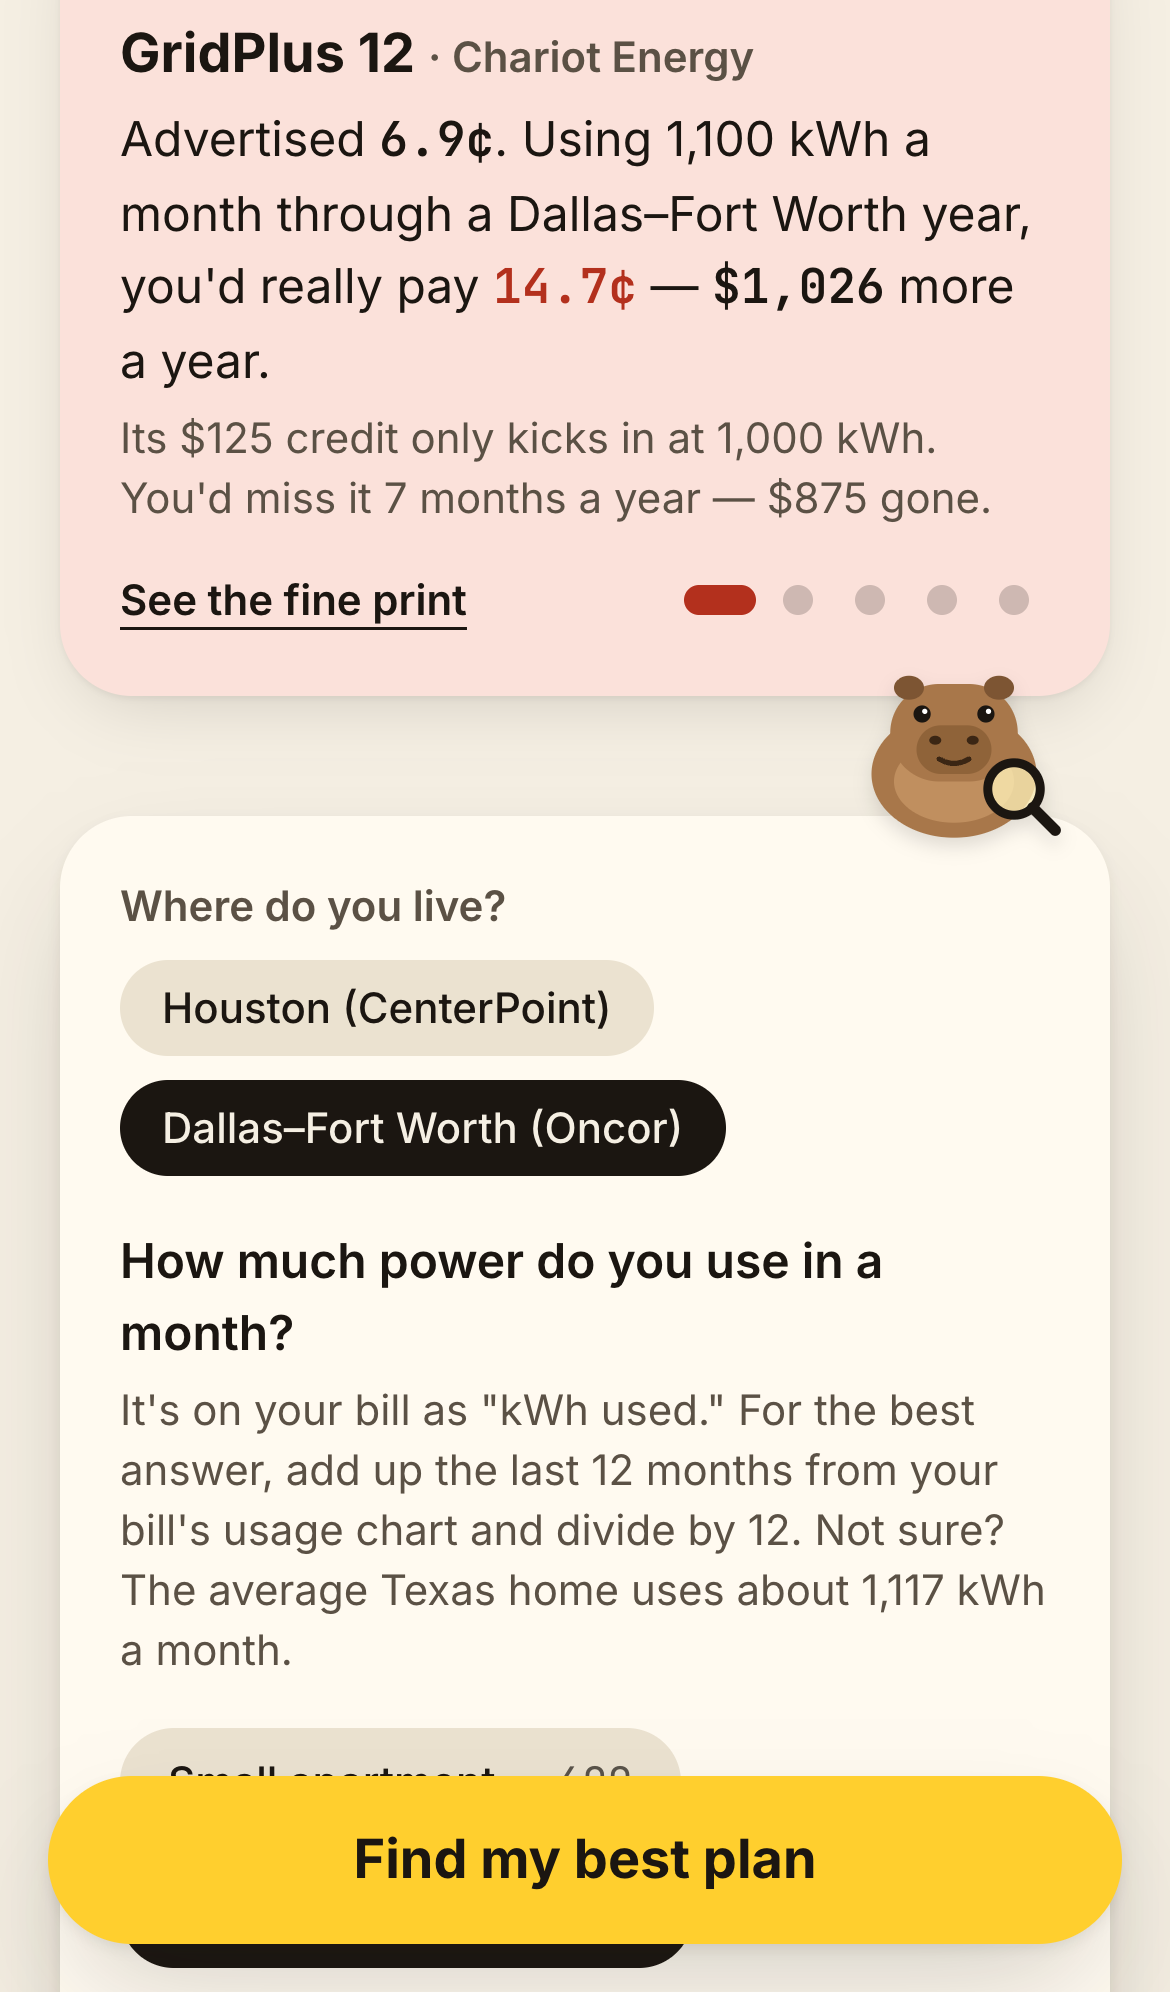 GridPlus 12 · Chariot Energy
Advertised 6.9¢. Using 1,100 kWh a
month through a Dallas–Fort Worth year,
you'd really pay 14.7¢ — $1,026 more
a year.
Its $125 credit only kicks in at 1,000 kWh.
You'd miss it 7 months a year — $875 gone.
See the fine print
Where do you live?
Houston (CenterPoint)
Dallas–Fort Worth (Oncor)
How much power do you use in a
month?
It's on your bill as "kWh used." For the best
answer, add up the last 12 months from your
bill's usage chart and divide by 12. Not sure?
The average Texas home uses about 1,117 kWh
a month.
Small apartment
Find my best plan